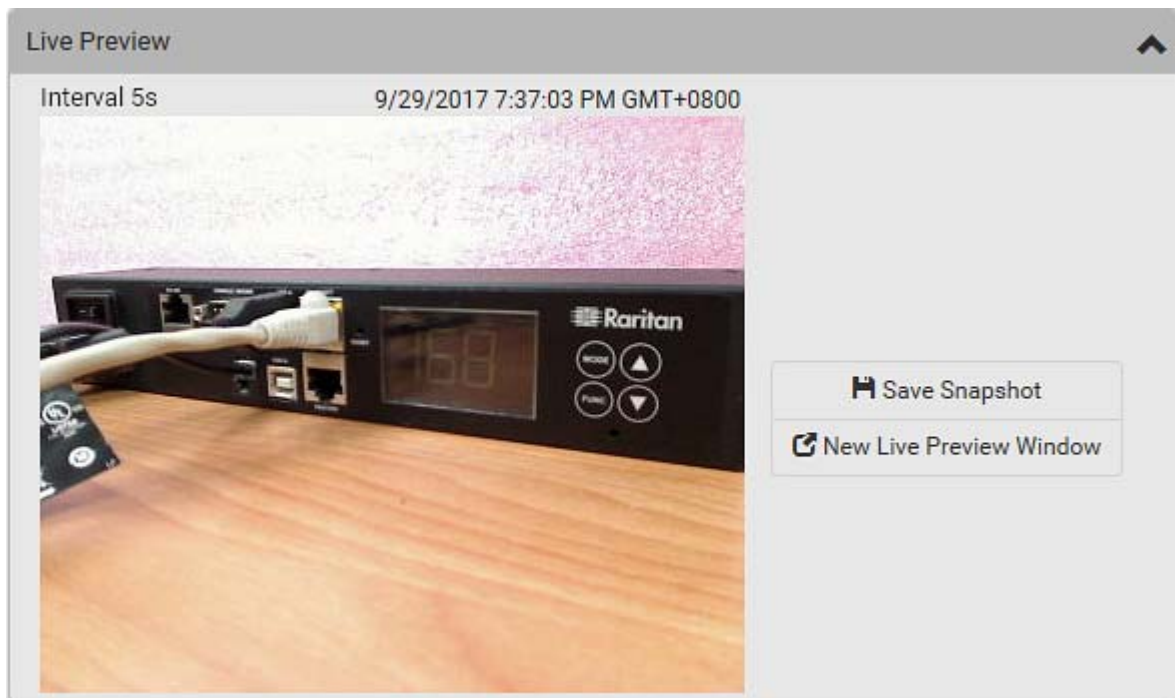 Live Preview
Interval 5s
9/29/2017 7:37:03 PM GMT+0800
Raritan
MODE
FUNC
Save Snapshot
New Live Preview Window